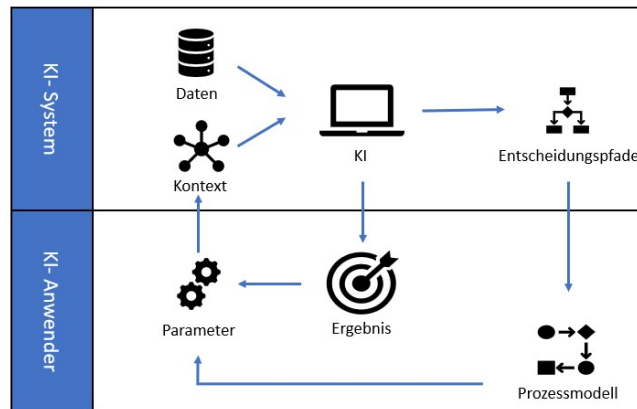 KI- System
Daten
Kontext
KI
Entscheidungspfade
KI- Anwender
Parameter
Ergebnis
Prozessmodell